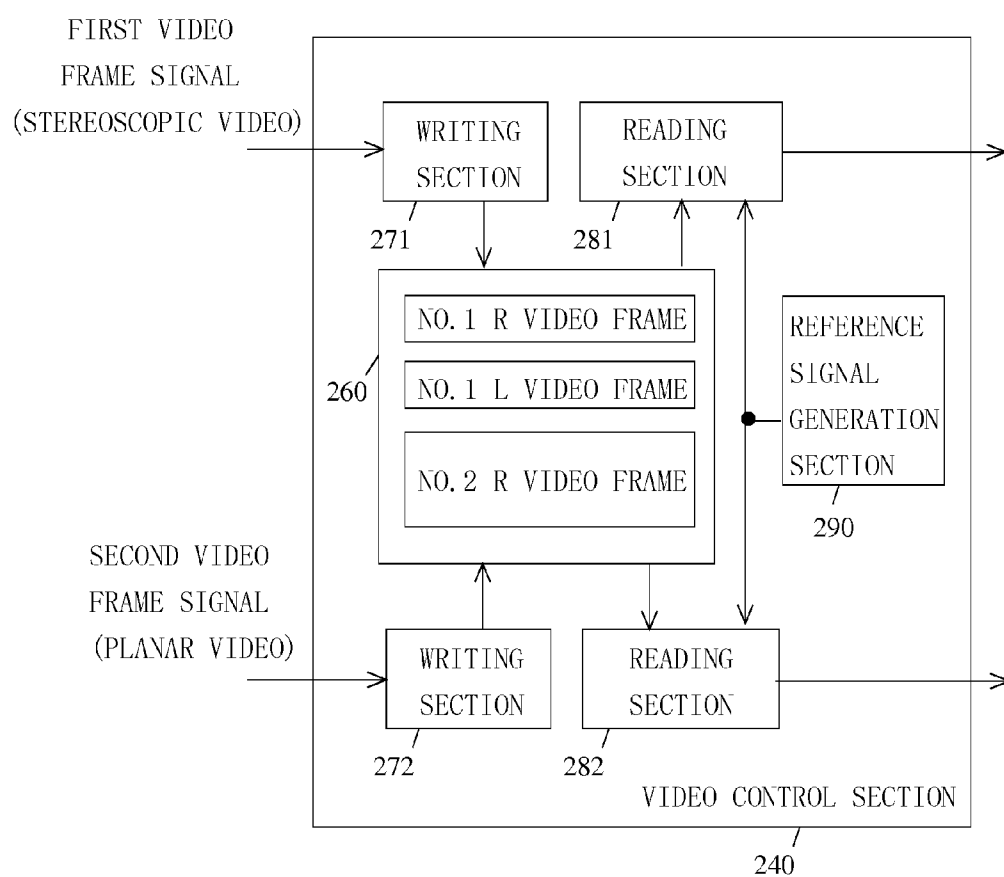 FIRST VIDEO
FRAME SIGNAL
(STEREOSCOPIC VIDEO)
WRITING
SECTION
271
READING
SECTION
281
NO.1 R VIDEO FRAME
NO.1 L VIDEO FRAME
NO.2 R VIDEO FRAME
260
REFERENCE
SIGNAL
GENERATION
SECTION
290
SECOND VIDEO
FRAME SIGNAL
(PLANAR VIDEO)
WRITING
SECTION
272
READING
SECTION
282
VIDEO CONTROL SECTION
240